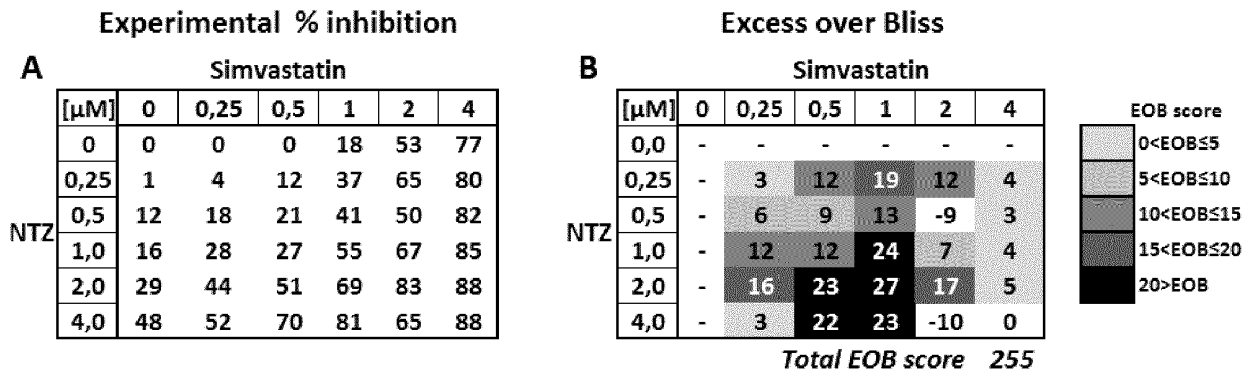 Experimental % inhibition
A Simvastatin
[µM] 0 0,25 0,5 1 2 4
0 0 0 0 18 53 77
0,25 1 4 12 37 65 80
NTZ 0,5 12 18 21 41 50 82
1,0 16 28 27 55 67 85
2,0 29 44 51 69 83 88
4,0 48 52 70 81 65 88
Excess over Bliss
B Simvastatin
[µM] 0 0,25 0,5 1 2 4
0,0 - - - - - -
0,25 - 3 12 19 12 4
NTZ 0,5 - 6 9 13 -9 3
1,0 - 12 12 24 7 4
2,0 - 16 23 27 17 5
4,0 - 3 22 23 -10 0
Total EOB score 255
EOB score
0<EOB≤5
5<EOB≤10
10<EOB≤15
15<EOB≤20
20>EOB